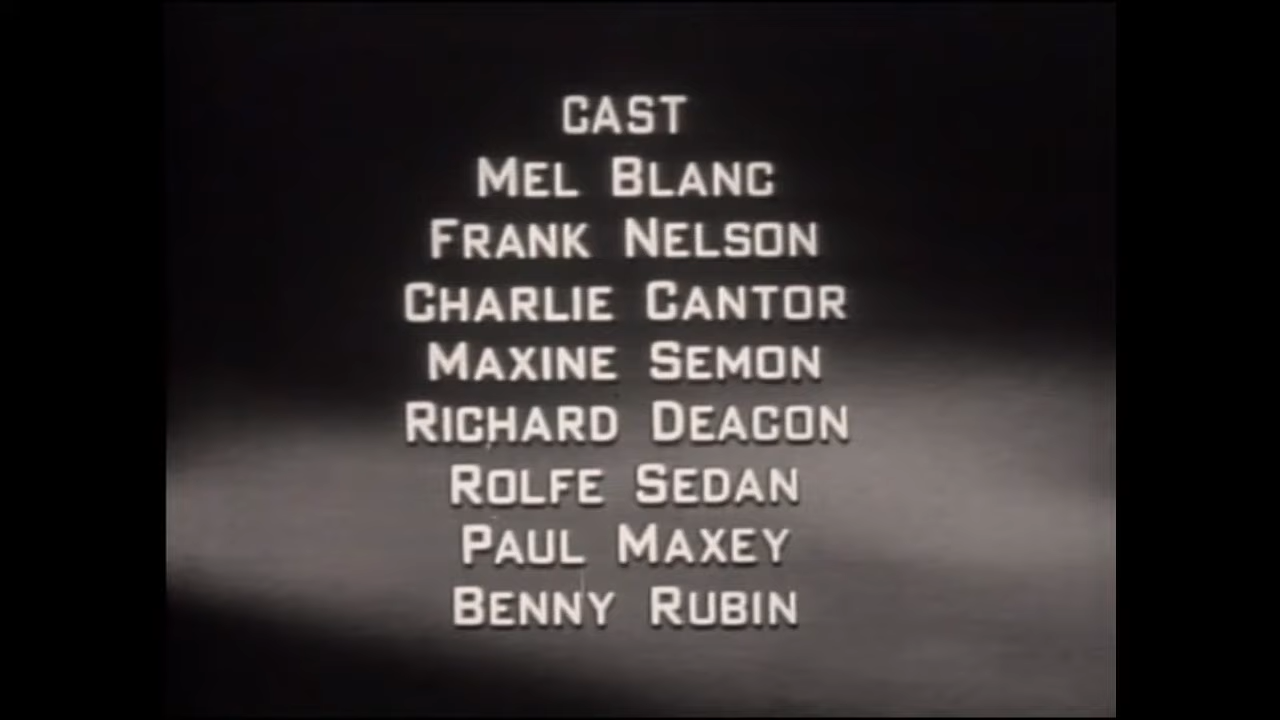 CAST
MEL BLANC
FRANK NELSON
CHARLIE CANTOR
MAXINE SEMON
RICHARD DEACON
ROLFE SEDAN
PAUL MAXEY
BENNY RUBIN